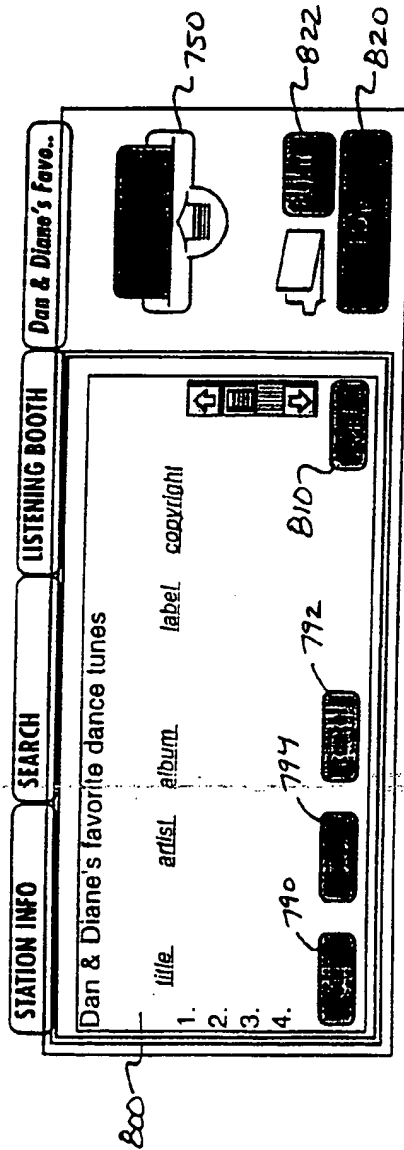 STATION INFO
SEARCH
LISTENING BOOTH
Dan & Diane's Favo..
Dan & Diane's favorite dance tunes
title artist album label copyright
1.
2.
3.
4.
800
790
794
792
810
750
822
820